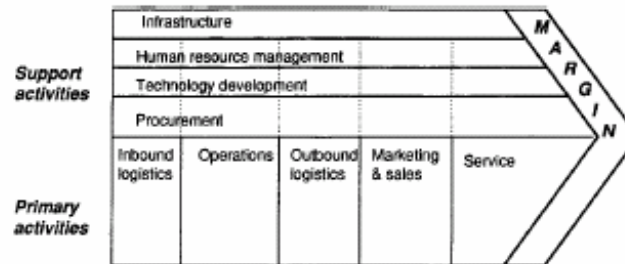 Infrastructure
Human resource management
Technology development
Procurement
Support
activities
Inbound
logistics
Operations
Outbound
logistics
Marketing
& sales
Service
Primary
activities
MARGIN